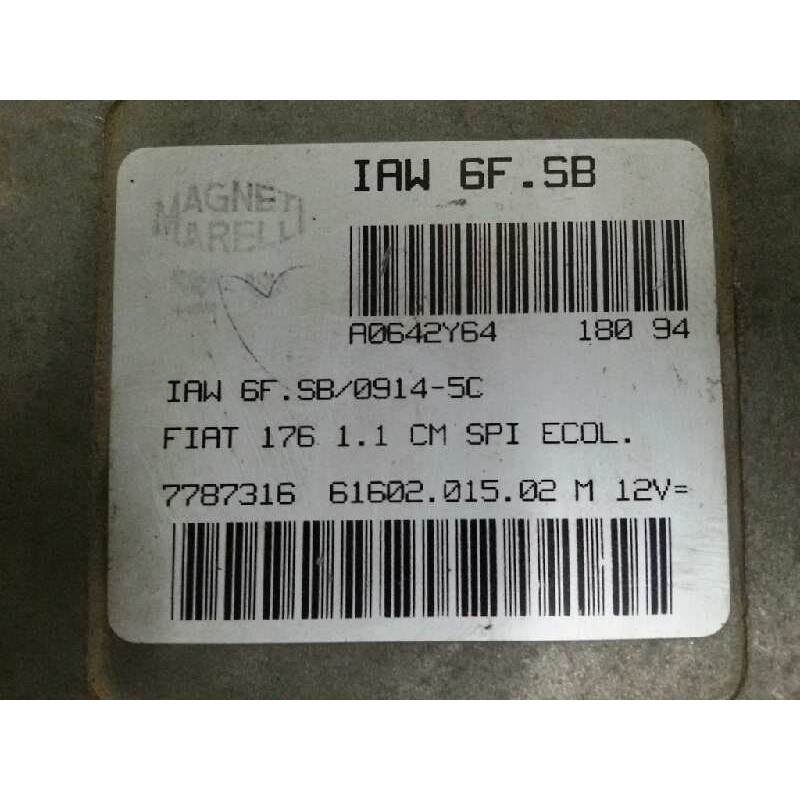 IAW 6F.SB
MAGNETI
MARELLI
A0642Y64 180 94
IAW 6F.SB/0914-5C
FIAT 176 1.1 CM SPI ECOL.
7787316 61602.015.02 M 12V=